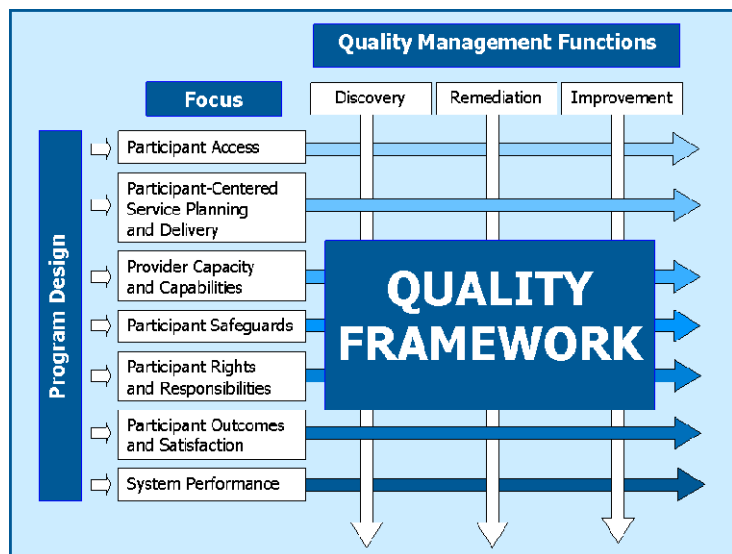 Quality Management Functions
Focus
Discovery
Remediation
Improvement
Program Design
Participant Access
Participant-Centered
Service Planning
and Delivery
Provider Capacity
and Capabilities
Participant Safeguards
Participant Rights
and Responsibilities
Participant Outcomes
and Satisfaction
System Performance
QUALITY
FRAMEWORK